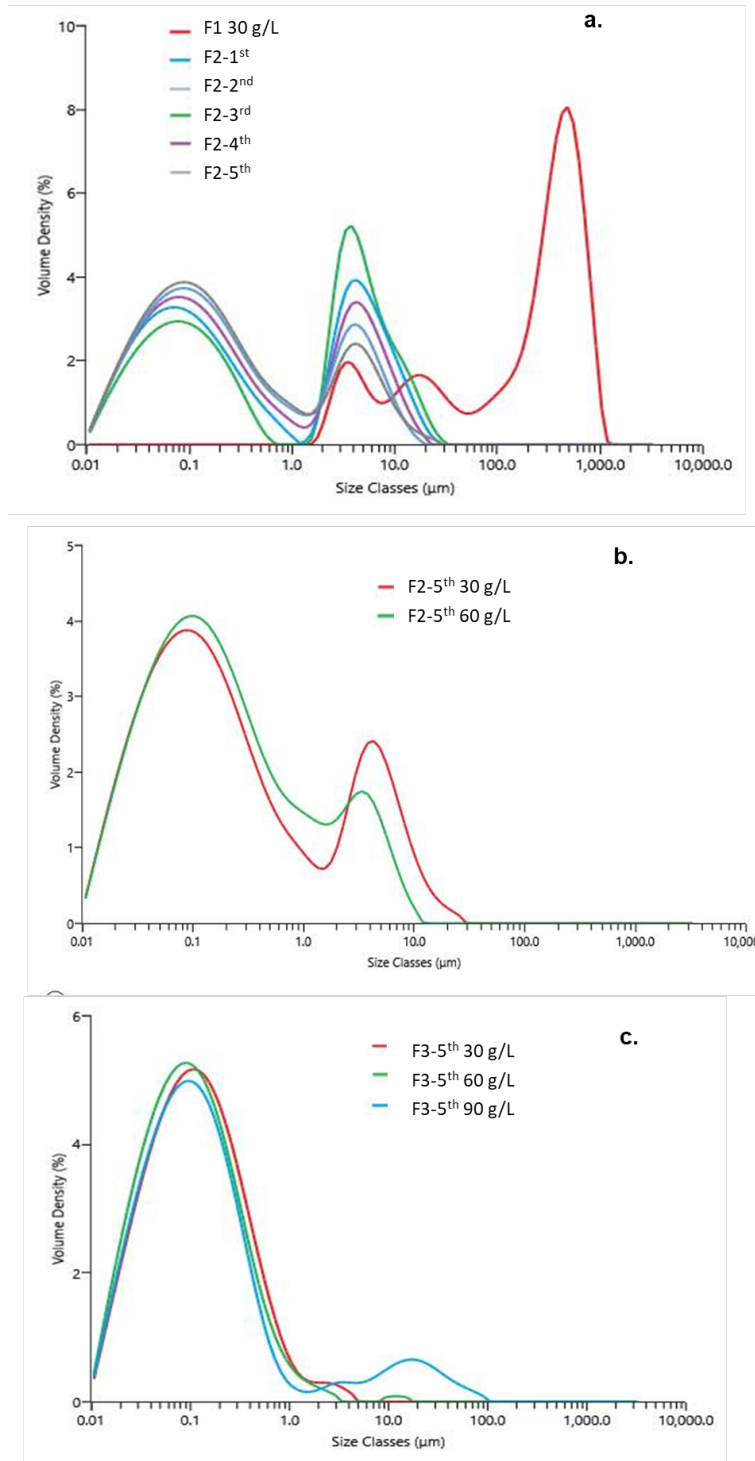 a.
10
8
6
4
2
0
Volume Density (%)
F1 30 g/L
F2-1st
F2-2nd
F2-3rd
F2-4th
F2-5th
0.01 0.1 1.0 10.0 100.0 1,000.0 10,000.0
Size Classes (µm)
b.
5
4
3
2
1
0
Volume Density (%)
F2-5th 30 g/L
F2-5th 60 g/L
0.01 0.1 1.0 10.0 100.0 1,000.0 10,00
Size Classes (µm)
c.
6
4
2
0
Volume Density (%)
F3-5th 30 g/L
F3-5th 60 g/L
F3-5th 90 g/L
0.01 0.1 1.0 10.0 100.0 1,000.0 10,000.0
Size Classes (µm)